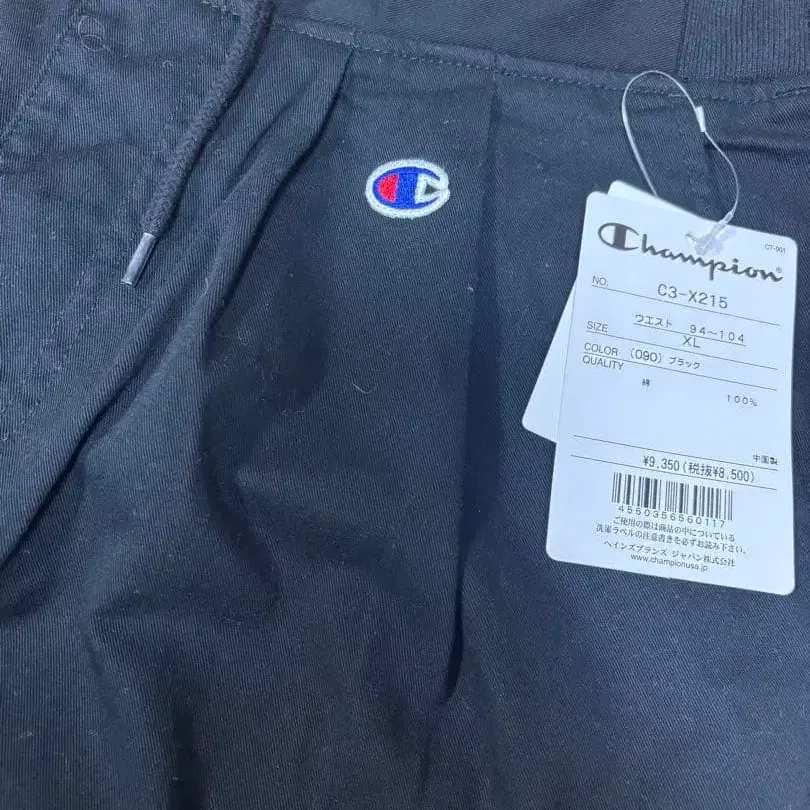 CT-001
Champion®
NO. C3-X215
SIZE ウエスト 94～104
XL
COLOR (090) ブラック
QUALITY
綿 100%
中国製
¥9,350(税抜¥8,500)
4550356560117
ご使用の際は商品の中についている
洗濯ラベルの注意書きを必ずお読み下さい。
ヘインズブランズ ジャパン株式会社
www.championusa.jp